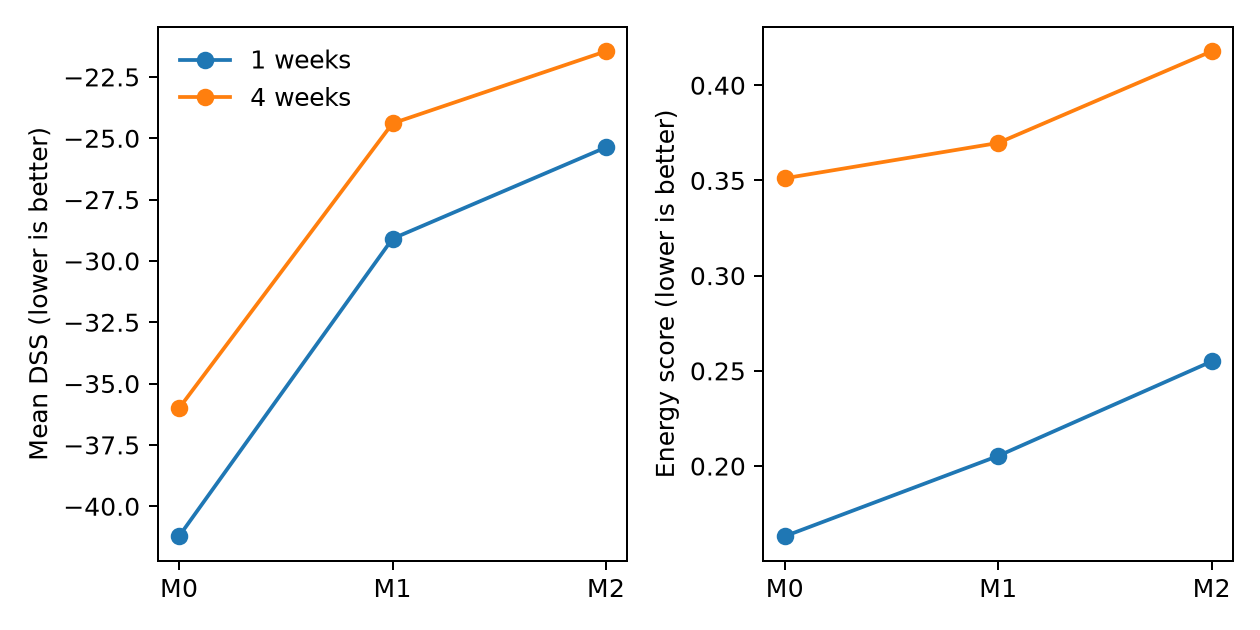 Mean DSS (lower is better)
−22.5
−25.0
−27.5
−30.0
−32.5
−35.0
−37.5
−40.0
1 weeks
4 weeks
M0 M1 M2
Energy score (lower is better)
0.40
0.35
0.30
0.25
0.20
M0 M1 M2